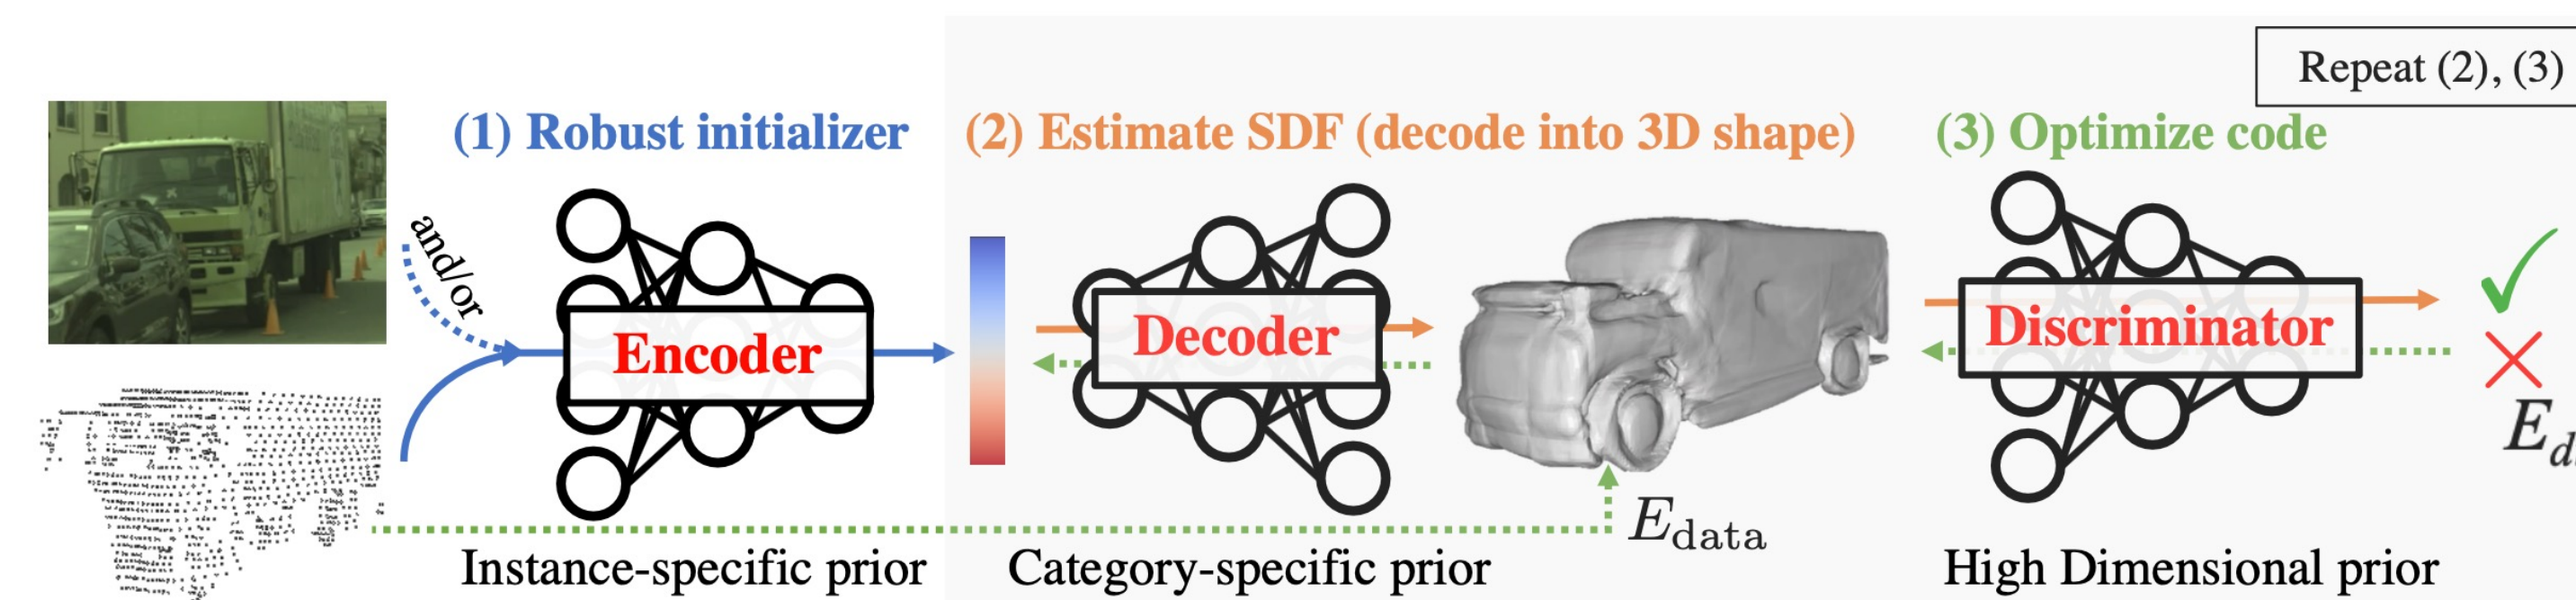 Repeat (2), (3)
(1) Robust initializer
(2) Estimate SDF (decode into 3D shape)
(3) Optimize code
and/or
Encoder
Decoder
Discriminator
E_data
Instance-specific prior
Category-specific prior
High Dimensional prior